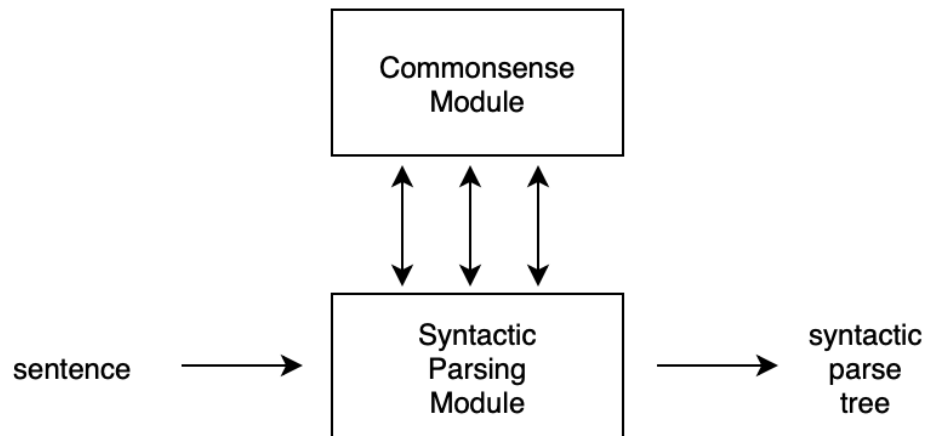 Commonsense
Module
sentence
Syntactic
Parsing
Module
syntactic
parse
tree